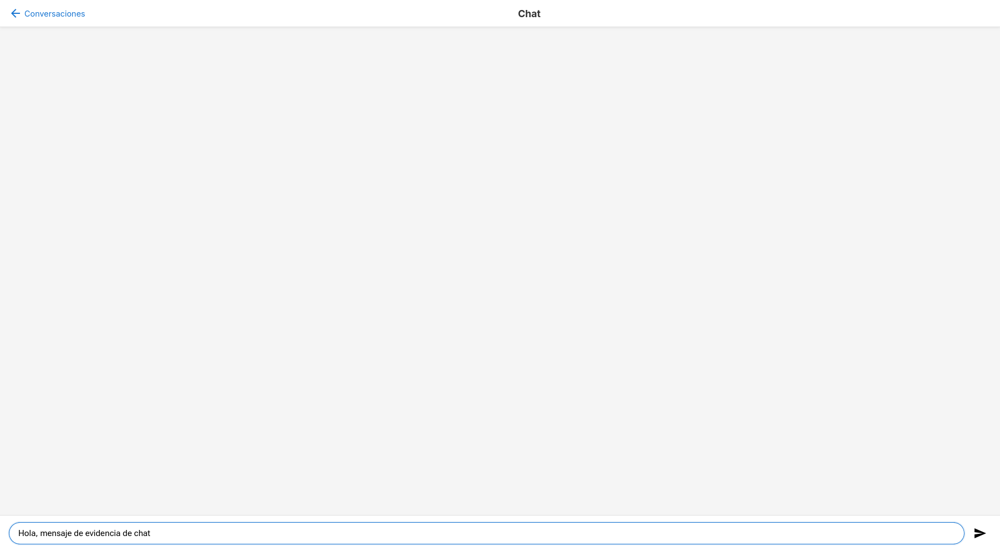 Conversaciones
Chat
Hola, mensaje de evidencia de chat